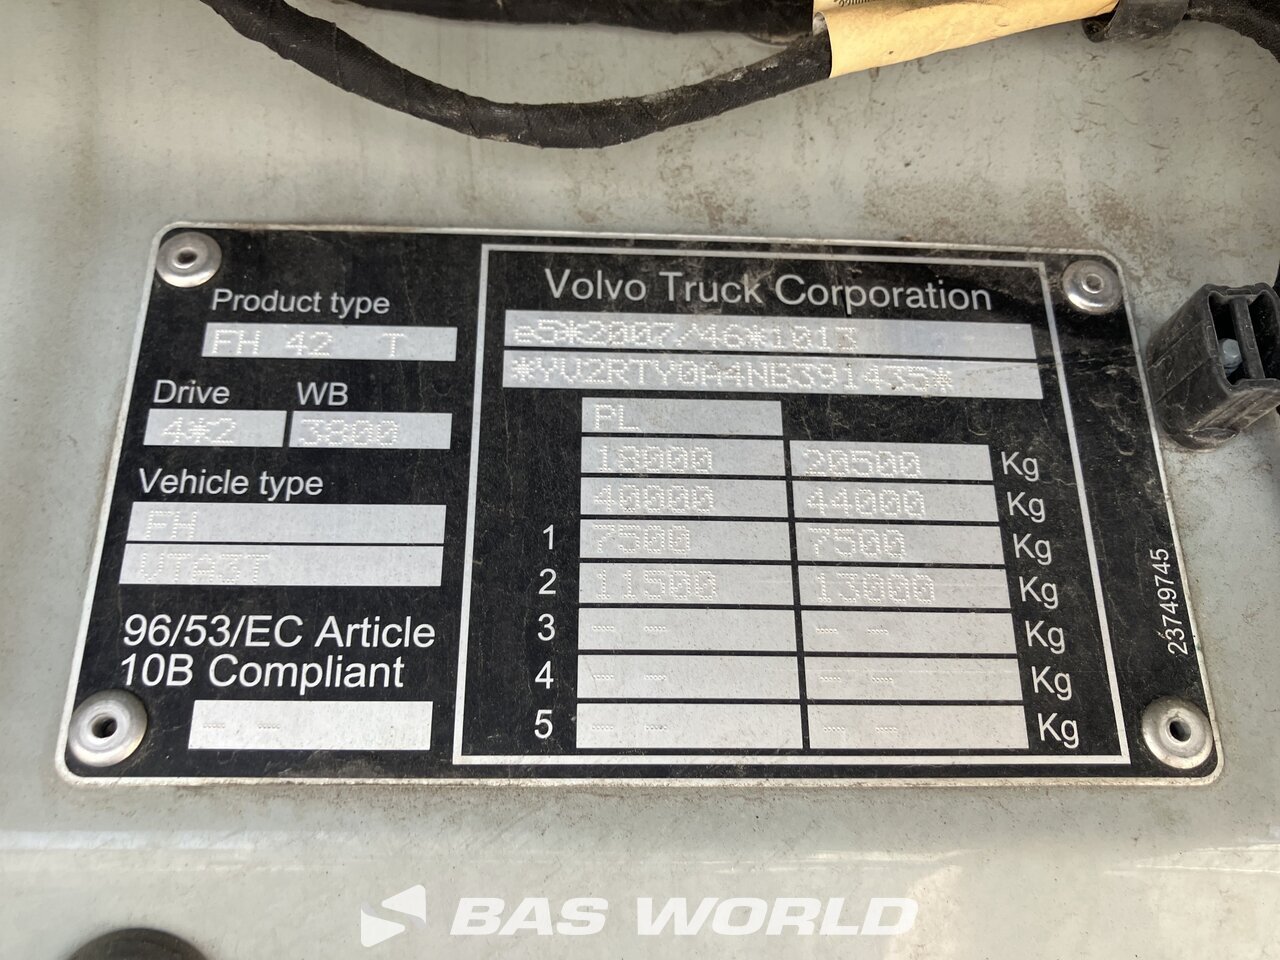 Volvo Truck Corporation
Product type
FH 42 T
e5*2007/46*1013
*YV2RTY0A4NB391435*
Drive WB
4*2 3800
PL
18000 20500 Kg
40000 44000 Kg
Vehicle type
FH
VTA3T
1 7500 7500 Kg
2 11500 13000 Kg
3 --- --- --- --- Kg
4 --- --- --- --- Kg
5 --- --- --- --- Kg
96/53/EC Article
10B Compliant
--- ---
23749745
BAS WORLD